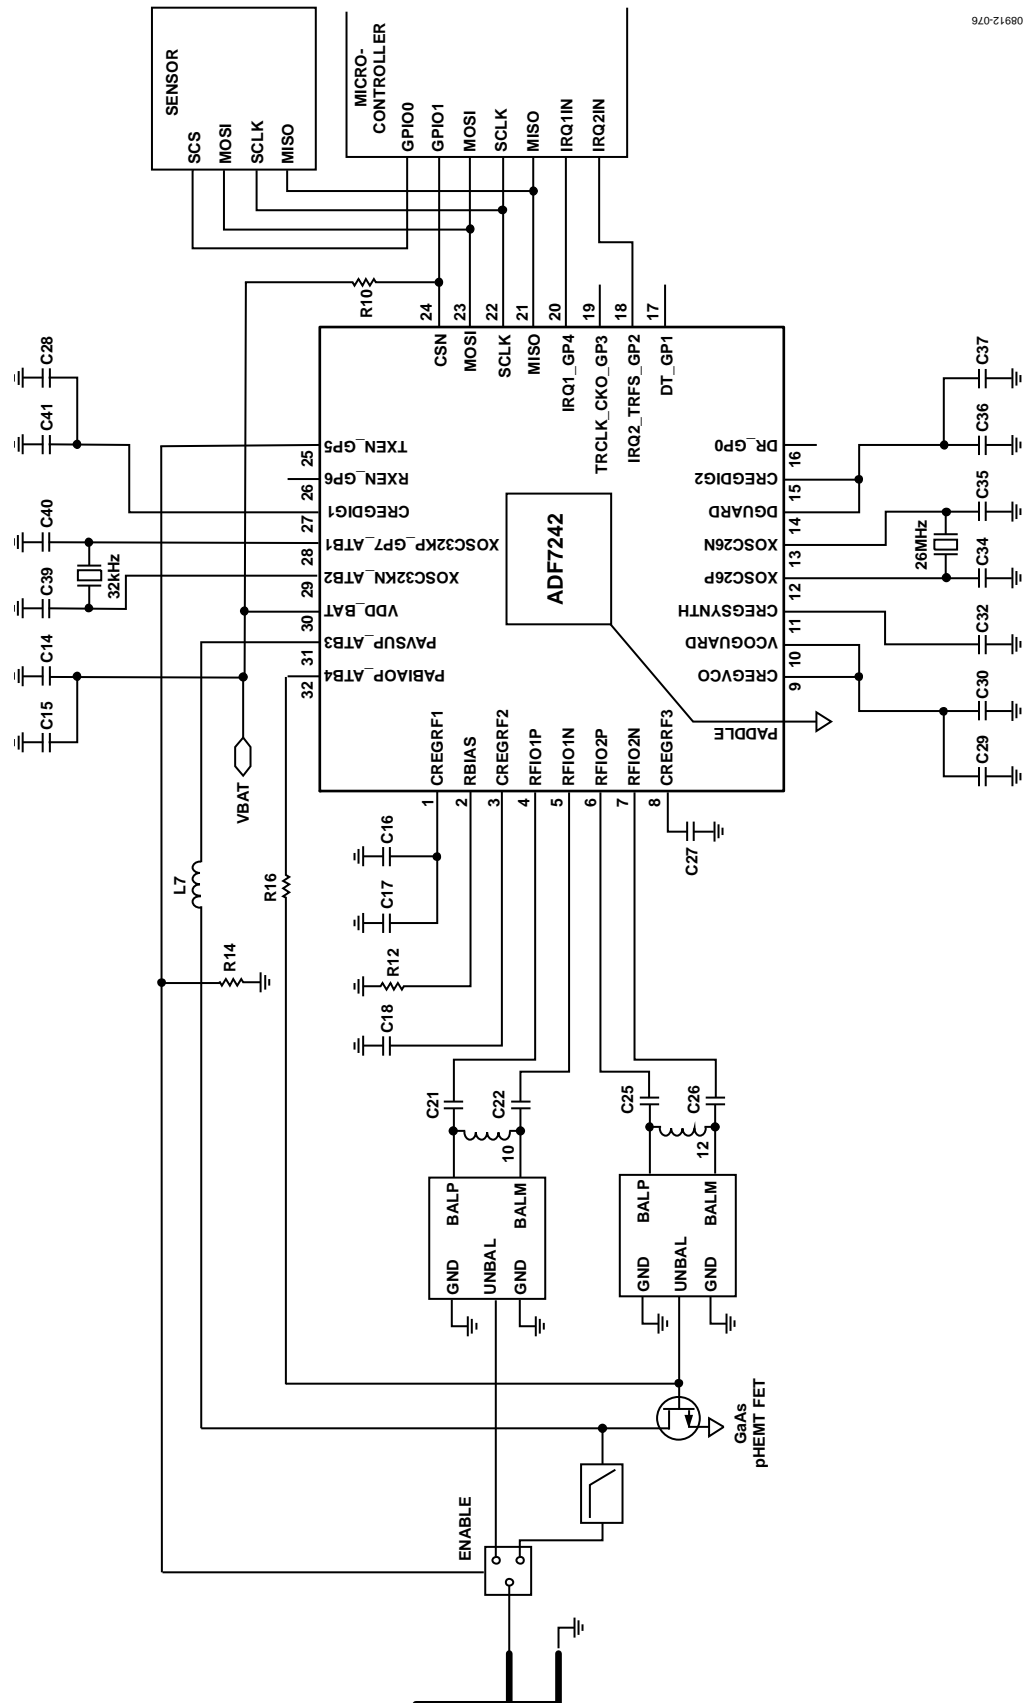 08912-076
SENSOR
SCS
MOSI
SCLK
MISO
MICRO-
CONTROLLER
GPIO0
GPIO1
MOSI
SCLK
MISO
IRQ1IN
IRQ2IN
R10
24
23
22
21
20
19
18
17
CSN
MOSI
SCLK
MISO
IRQ1_GP4
TRCLK_CKO_GP3
IRQ2_TRFS_GP2
DT_GP1
C28
C41
C40
32kHz
C39
C14
C15
VBAT
25
26
27
28
29
30
31
32
TXEN_GP5
RXEN_GP6
CREGDIG1
XOSC32KP_GP7_ATB1
XOSC32KN_ATB2
VDD_BAT
PAVSUP_ATB3
PABIAOP_ATB4
ADF7242
DR_GP0
CREGDIG2
DGUARD
XOSC26N
XOSC26P
CREGSYNTH
VCOGUARD
CREGVCO
PADDLE
16
15
14
13
12
11
10
9
C37
C36
C35
26MHz
C34
C32
C30
C29
CREGRF1
RBIAS
CREGRF2
RFIO1P
RFIO1N
RFIO2P
RFIO2N
CREGRF3
1
2
3
4
5
6
7
8
C16
C17
R12
C18
C27
L7
R16
R14
C21
C22
C25
C26
10
12
BALP
BALM
GND
UNBAL
GND
BALP
BALM
GND
UNBAL
GND
GaAs
pHEMT FET
ENABLE